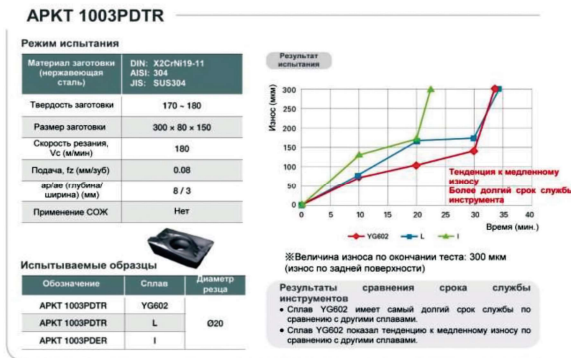 APKT 1003PDTR
Режим испытания
Материал заготовки
(нержавеющая
сталь)
DIN: X2CrNi19-11
AISI: 304
JIS: SUS304
Твердость заготовки
170 ~ 180
Размер заготовки
300 × 80 × 150
Скорость резания,
Vc (м/мин)
180
Подача, fz (мм/зуб)
0.08
ap/ae (глубина/
ширина) (мм)
8 / 3
Применение СОЖ
Нет
Испытываемые образцы
Обозначение
Сплав
Диаметр
резца
APKT 1003PDTR
YG602
APKT 1003PDTR
L
Ø20
APKT 1003PDER
I
Результат
испытания
Износ (мкм)
300
250
200
150
100
50
0
0
5
10
15
20
25
30
35
40
Время (мин.)
Тенденция к медленному
износу
Более долгий срок службы
инструмента
YG602
L
I
※Величина износа по окончании теста: 300 мкм
(износ по задней поверхности)
Результаты сравнения срока службы
инструментов
• Сплав YG602 имеет самый долгий срок службы по
сравнению с другими сплавами.
• Сплав YG602 показал тенденцию к медленному износу по
сравнению с другими сплавами.